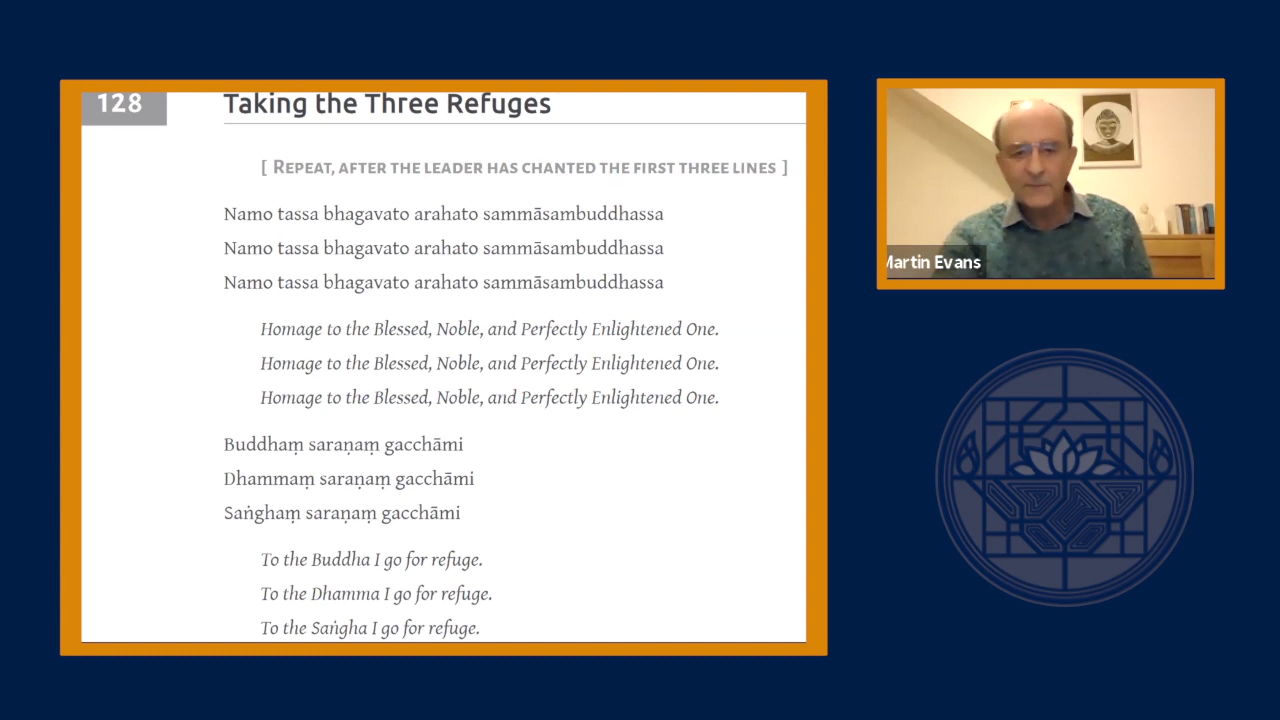 128
Taking the Three Refuges
[ Repeat, after the leader has chanted the first three lines ]
Namo tassa bhagavato arahato sammāsambuddhassa
Namo tassa bhagavato arahato sammāsambuddhassa
Namo tassa bhagavato arahato sammāsambuddhassa
Homage to the Blessed, Noble, and Perfectly Enlightened One.
Homage to the Blessed, Noble, and Perfectly Enlightened One.
Homage to the Blessed, Noble, and Perfectly Enlightened One.
Buddhaṃ saraṇaṃ gacchāmi
Dhammaṃ saraṇaṃ gacchāmi
Saṅghaṃ saraṇaṃ gacchāmi
To the Buddha I go for refuge.
To the Dhamma I go for refuge.
To the Saṅgha I go for refuge.
Martin Evans